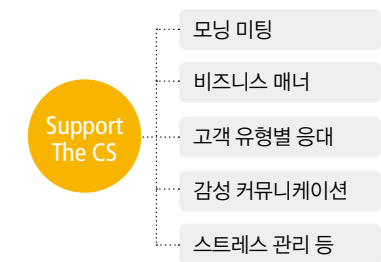 Support
The CS
모닝 미팅
비즈니스 매너
고객 유형별 응대
감성 커뮤니케이션
스트레스 관리 등